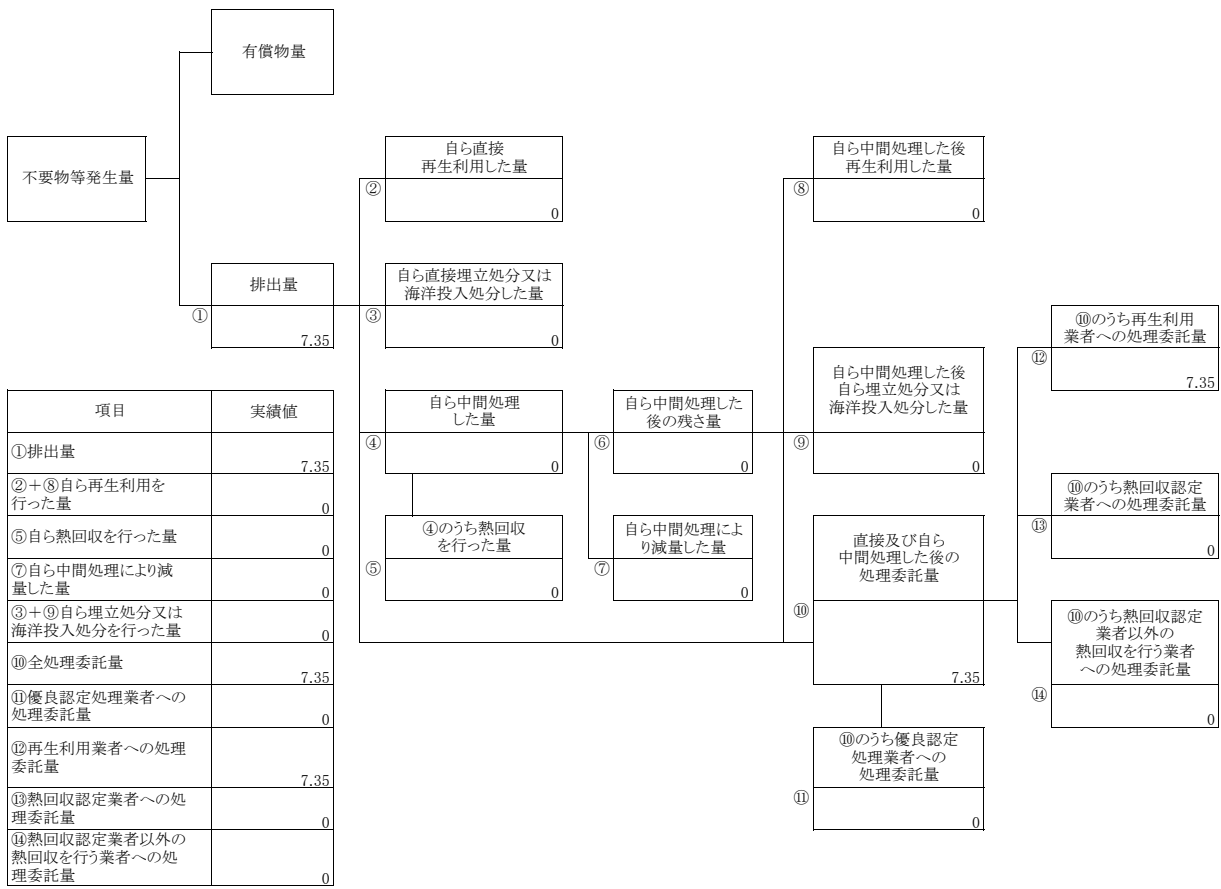 有償物量
不要物等発生量
排出量
①
7.35
自ら直接
再生利用した量
②
0
自ら直接埋立処分又は
海洋投入処分した量
③
0
自ら中間処理
した量
④
0
④のうち熱回収
を行った量
⑤
0
自ら中間処理した
後の残さ量
⑥
0
自ら中間処理によ
り減量した量
⑦
0
自ら中間処理した後
再生利用した量
⑧
0
自ら中間処理した後
自ら埋立処分又は
海洋投入処分した量
⑨
0
直接及び自ら
中間処理した後の
処理委託量
⑩
7.35
⑩のうち優良認定
処理業者への
処理委託量
⑪
0
⑩のうち再生利用
業者への処理委託量
⑫
7.35
⑩のうち熱回収認定
業者への処理委託量
⑬
0
⑩のうち熱回収認定
業者以外の
熱回収を行う業者
への処理委託量
⑭
0
項目 実績値
①排出量
7.35
②+⑧自ら再生利用を
行った量
0
⑤自ら熱回収を行った量
0
⑦自ら中間処理により減
量した量
0
③+⑨自ら埋立処分又は
海洋投入処分を行った量
0
⑩全処理委託量
7.35
⑪優良認定処理業者への
処理委託量
0
⑫再生利用業者への処理
委託量
7.35
⑬熱回収認定業者への処
理委託量
0
⑭熱回収認定業者以外の
熱回収を行う業者への処
理委託量
0